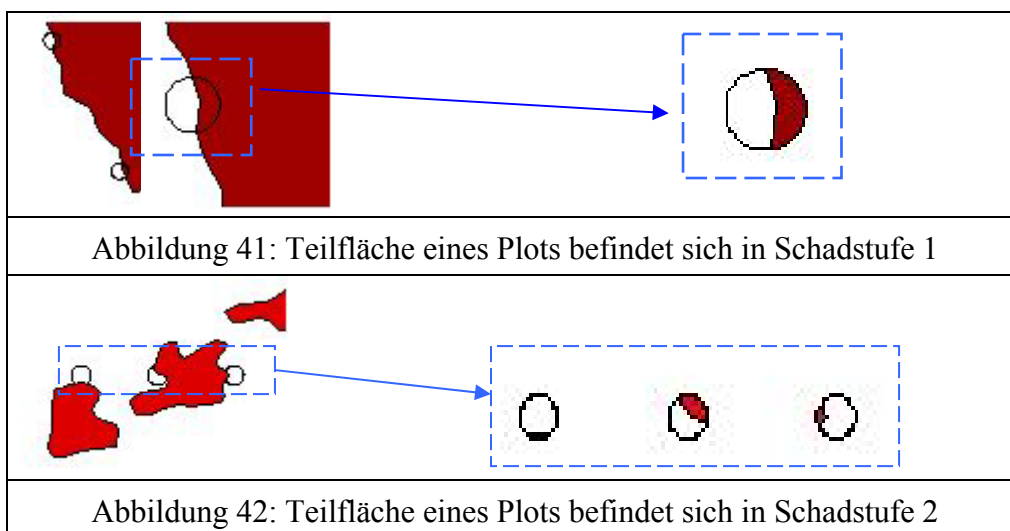 Abbildung 41: Teilfläche eines Plots befindet sich in Schadstufe 1
Abbildung 42: Teilfläche eines Plots befindet sich in Schadstufe 2